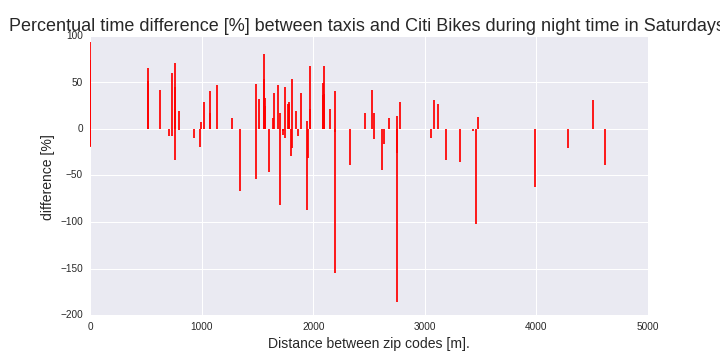 Percentual time difference [%] between taxis and Citi Bikes during night time in Saturdays
100
50
0
−50
−100
−150
−200
difference [%]
0 1000 2000 3000 4000 5000
Distance between zip codes [m].